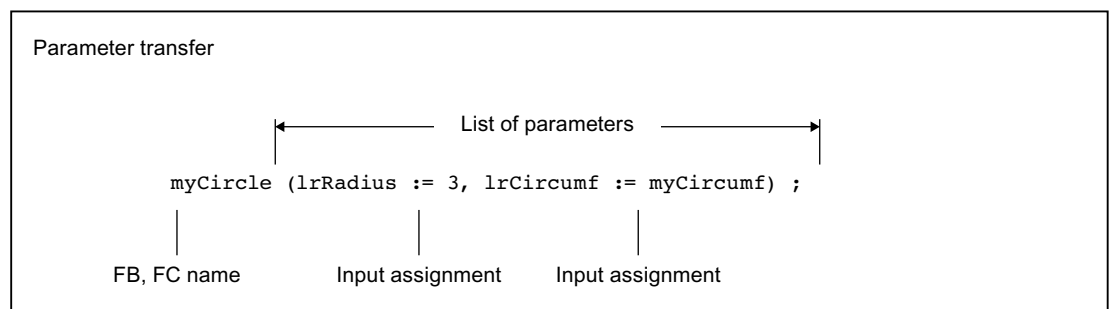 Parameter transfer
List of parameters
myCircle (lrRadius := 3, lrCircumf := myCircumf) ;
FB, FC name
Input assignment
Input assignment